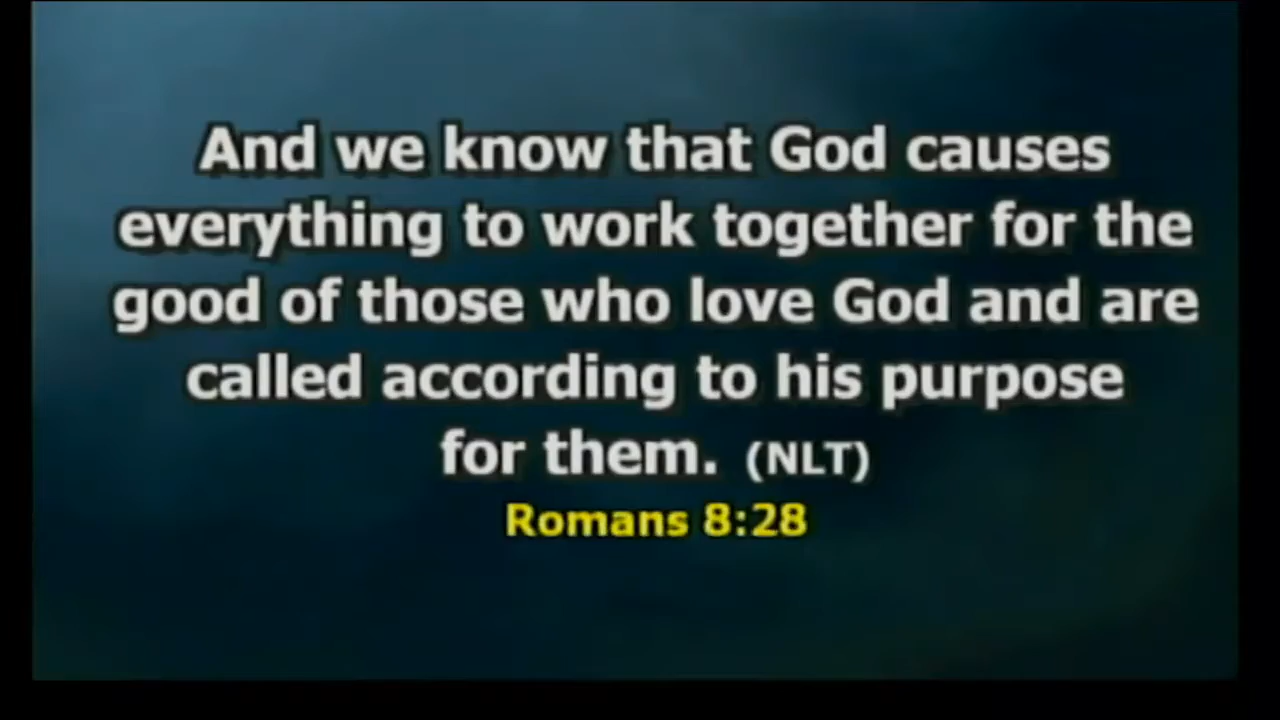 And we know that God causes
everything to work together for the
good of those who love God and are
called according to his purpose
for them. (NLT)
Romans 8:28